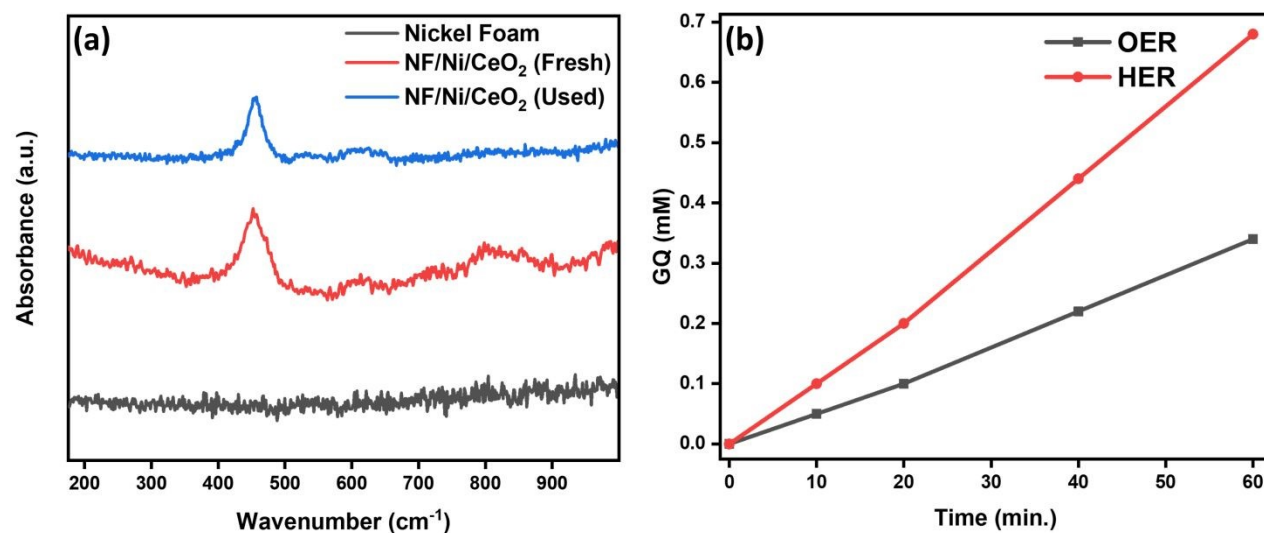 (a)
Nickel Foam
NF/Ni/CeO₂ (Fresh)
NF/Ni/CeO₂ (Used)
Absorbance (a.u.)
200 300 400 500 600 700 800 900
Wavenumber (cm⁻¹)
(b)
OER
HER
GQ (mM)
0.7
0.6
0.5
0.4
0.3
0.2
0.1
0.0
0 10 20 30 40 50 60
Time (min.)